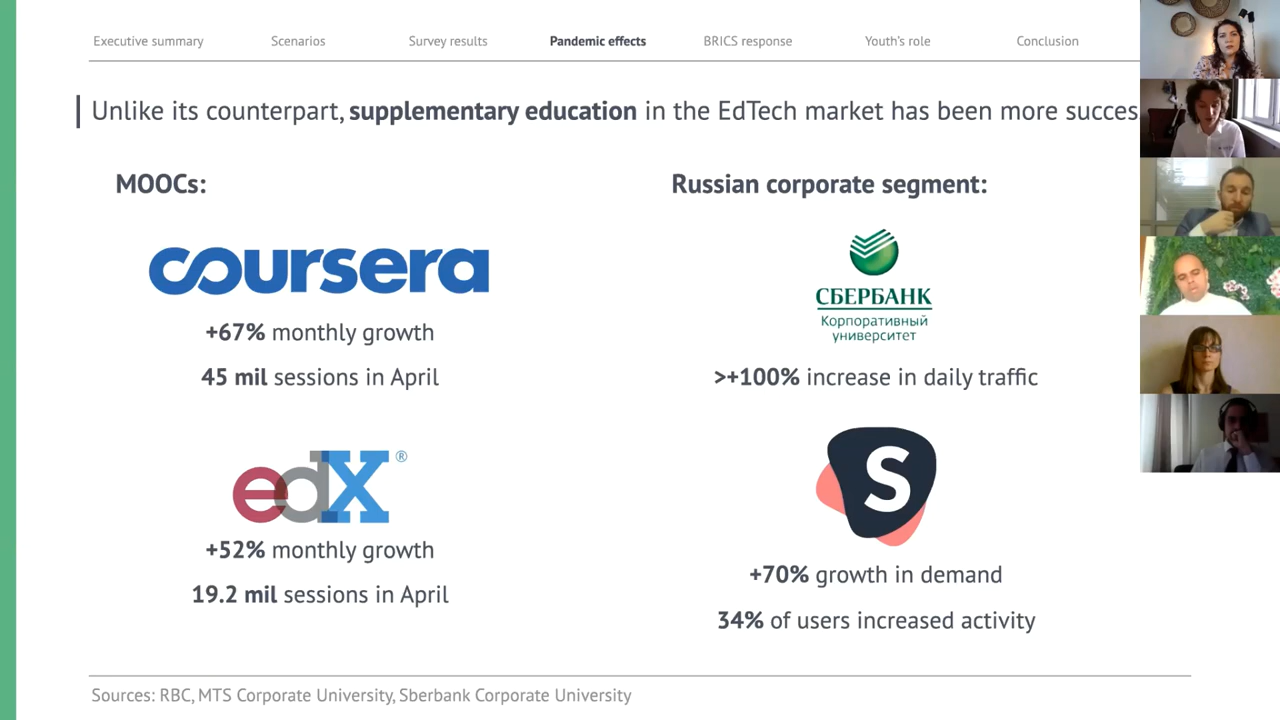 Executive summary
Scenarios
Survey results
Pandemic effects
BRICS response
Youth's role
Conclusion
Unlike its counterpart, supplementary education in the EdTech market has been more succes
MOOCs:
coursera
+67% monthly growth
45 mil sessions in April
edX®
+52% monthly growth
19.2 mil sessions in April
Russian corporate segment:
СБЕРБАНК
Корпоративный
университет
>+100% increase in daily traffic
S
+70% growth in demand
34% of users increased activity
Sources: RBC, MTS Corporate University, Sberbank Corporate University